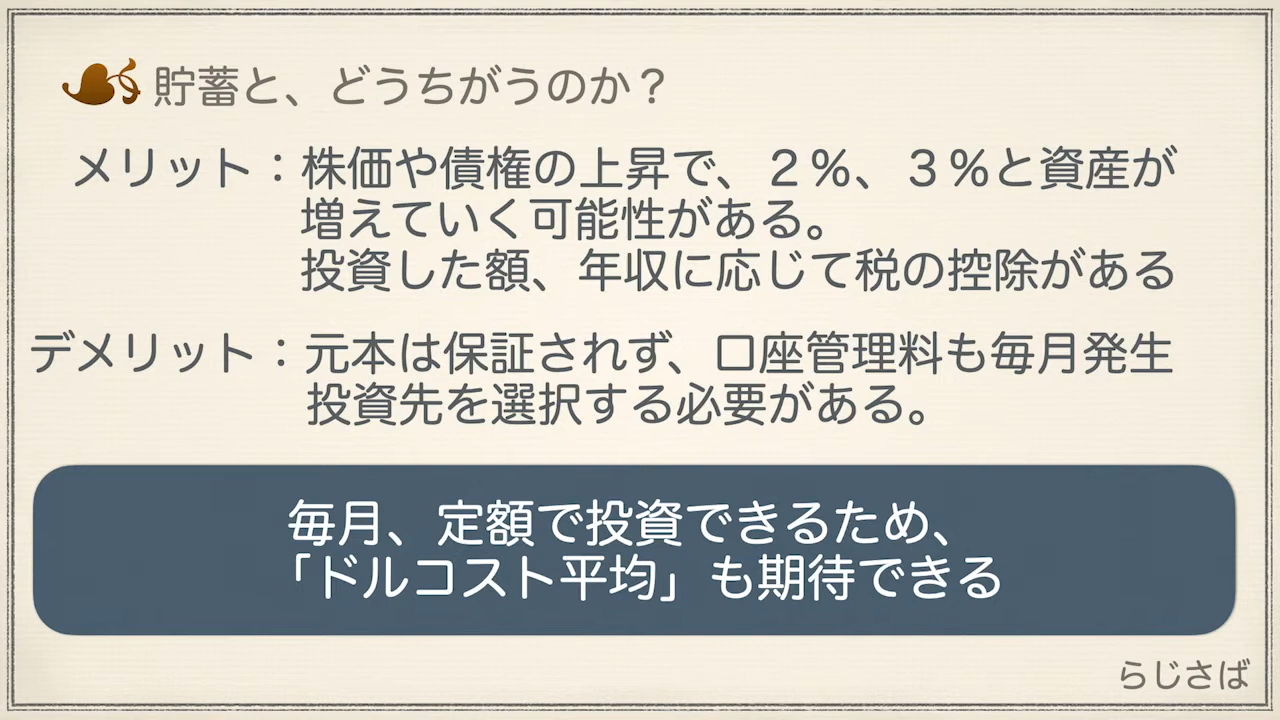 貯蓄と、どうちがうのか？
メリット：株価や債権の上昇で、２％、３％と資産が
増えていく可能性がある。
投資した額、年収に応じて税の控除がある
デメリット：元本は保証されず、口座管理料も毎月発生
投資先を選択する必要がある。
毎月、定額で投資できるため、
「ドルコスト平均」も期待できる
らじさば